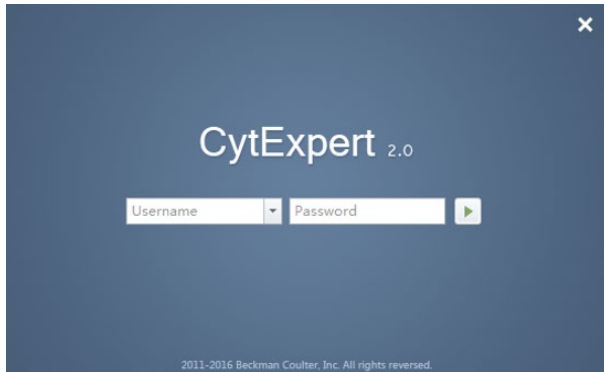 CytExpert 2.0
Username Password
2011-2016 Beckman Coulter, Inc. All rights reversed.